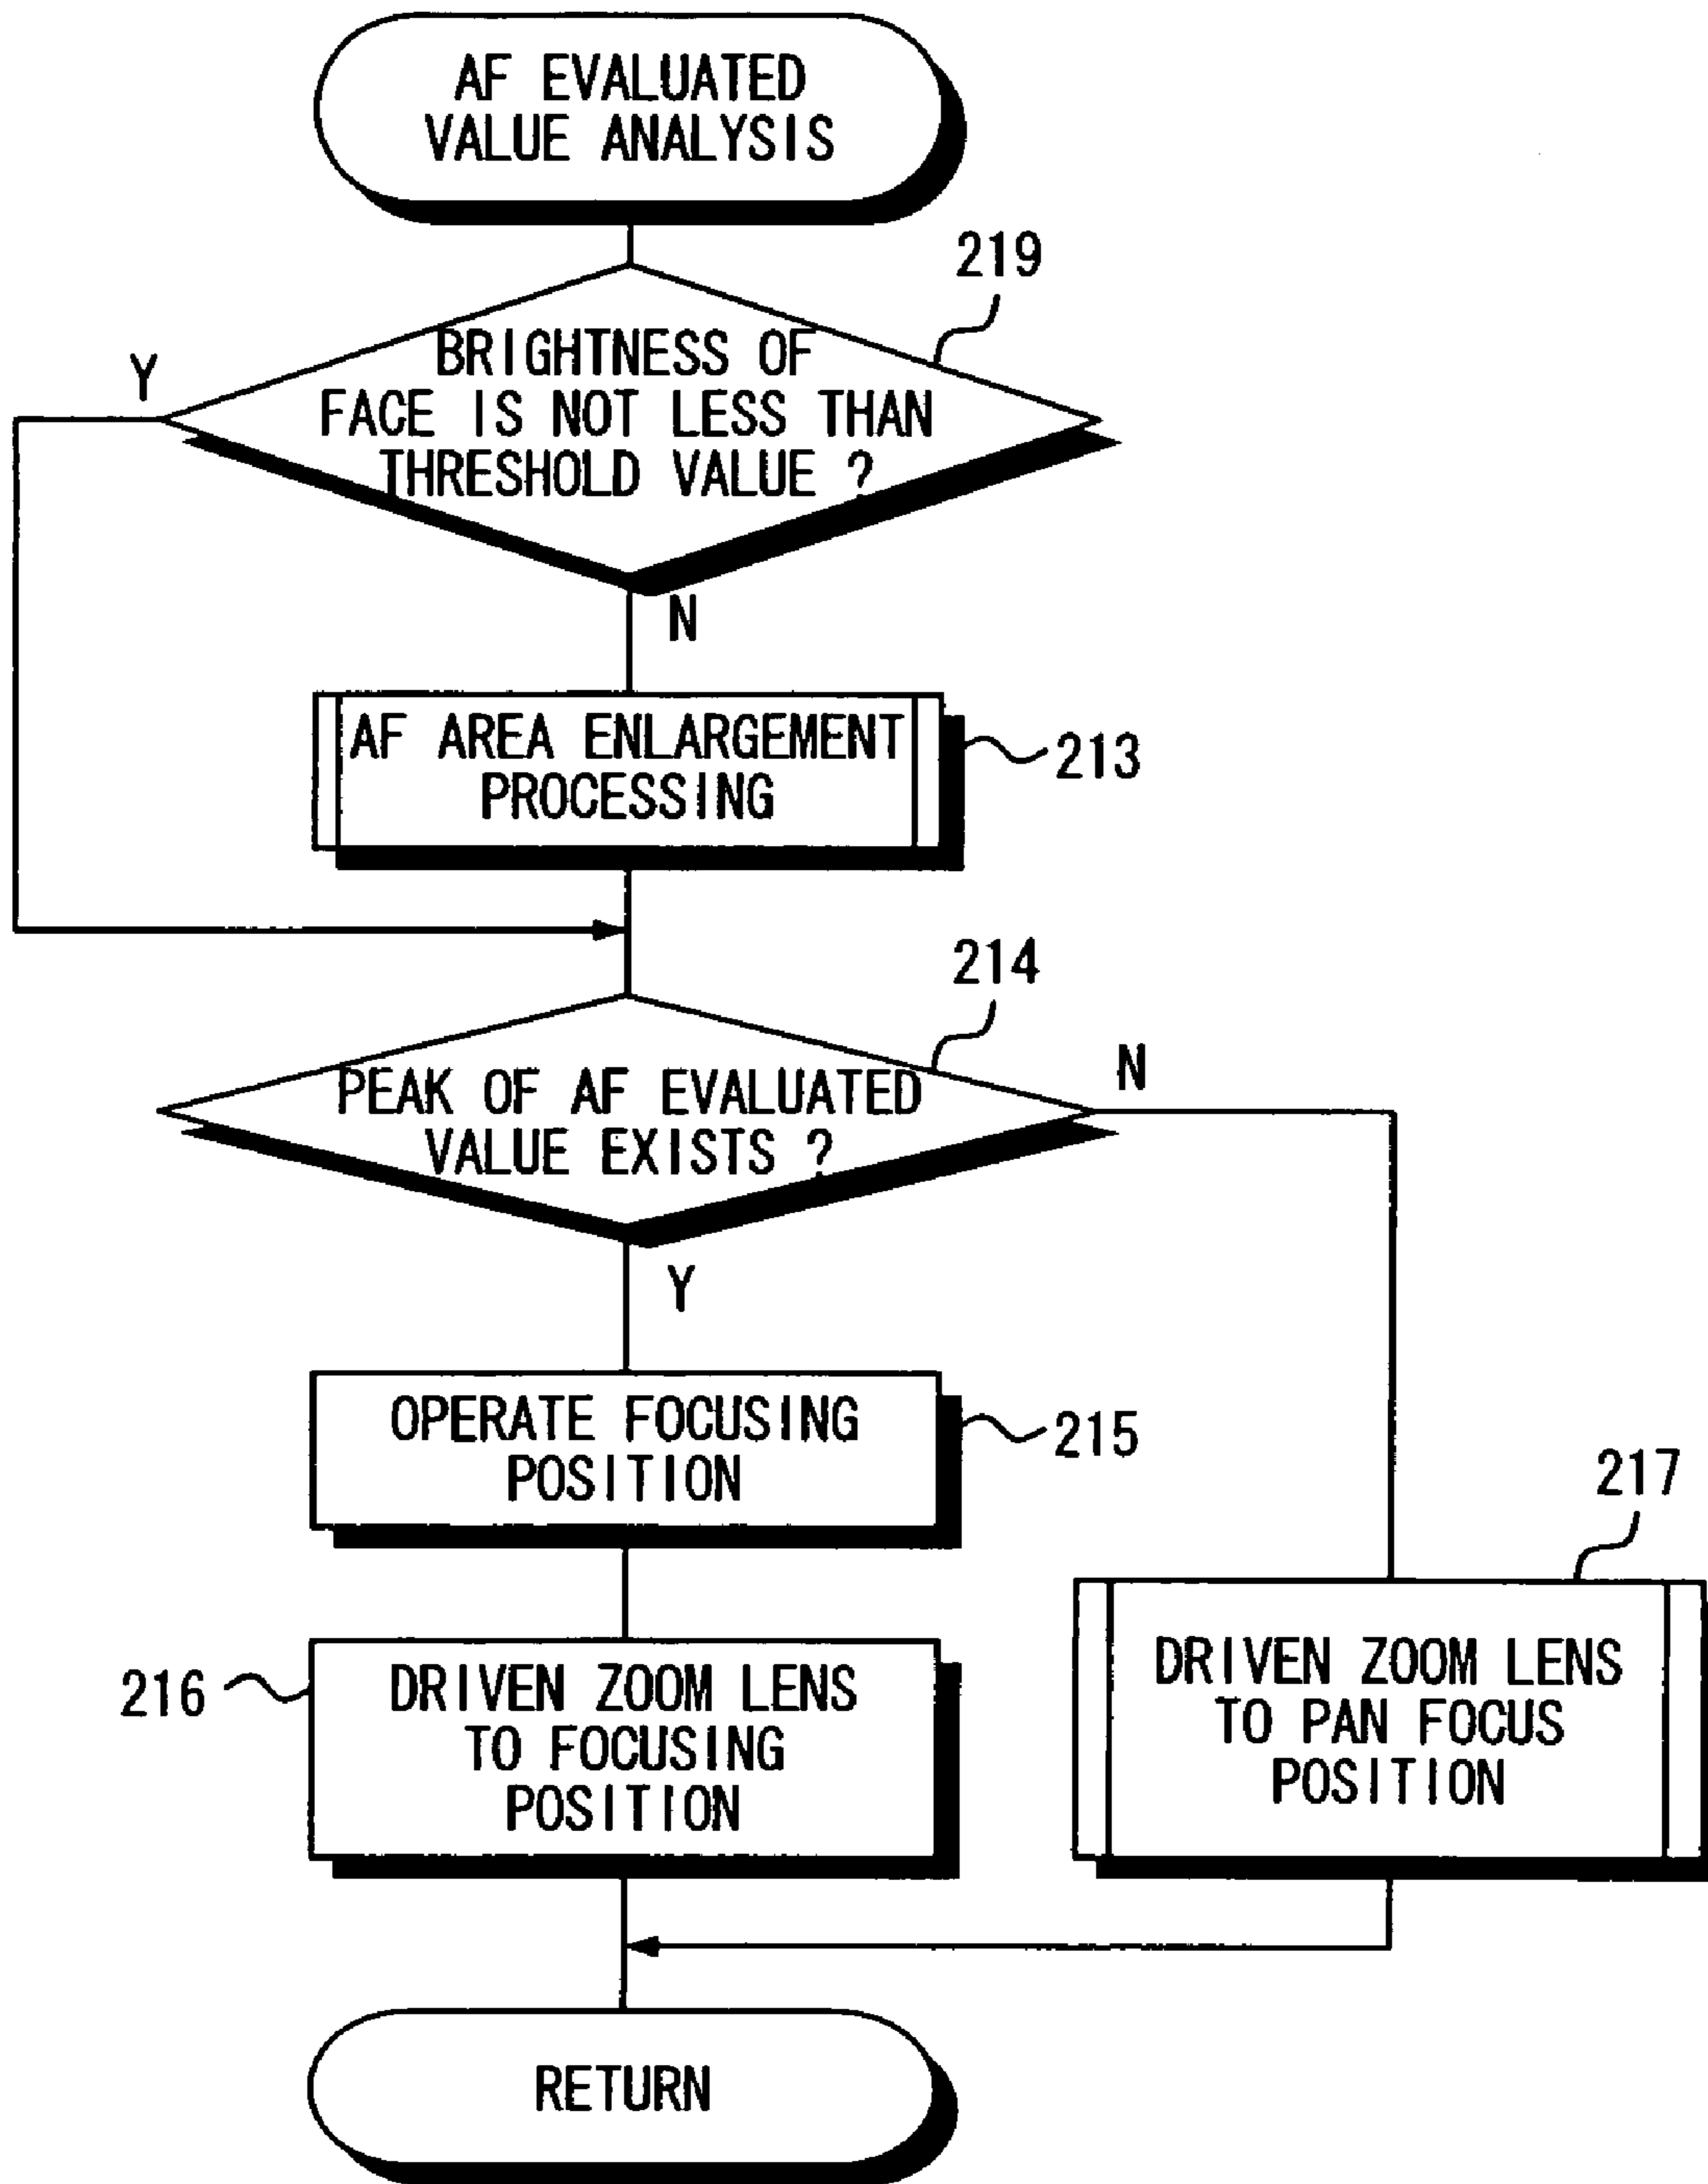 AF EVALUATED
VALUE ANALYSIS
219
Y
BRIGHTNESS OF
FACE IS NOT LESS THAN
THRESHOLD VALUE ?
N
AF AREA ENLARGEMENT
PROCESSING
213
214
N
PEAK OF AF EVALUATED
VALUE EXISTS ?
Y
OPERATE FOCUSING
POSITION
215
217
216
DRIVEN ZOOM LENS
TO FOCUSING
POSITION
DRIVEN ZOOM LENS
TO PAN FOCUS
POSITION
RETURN